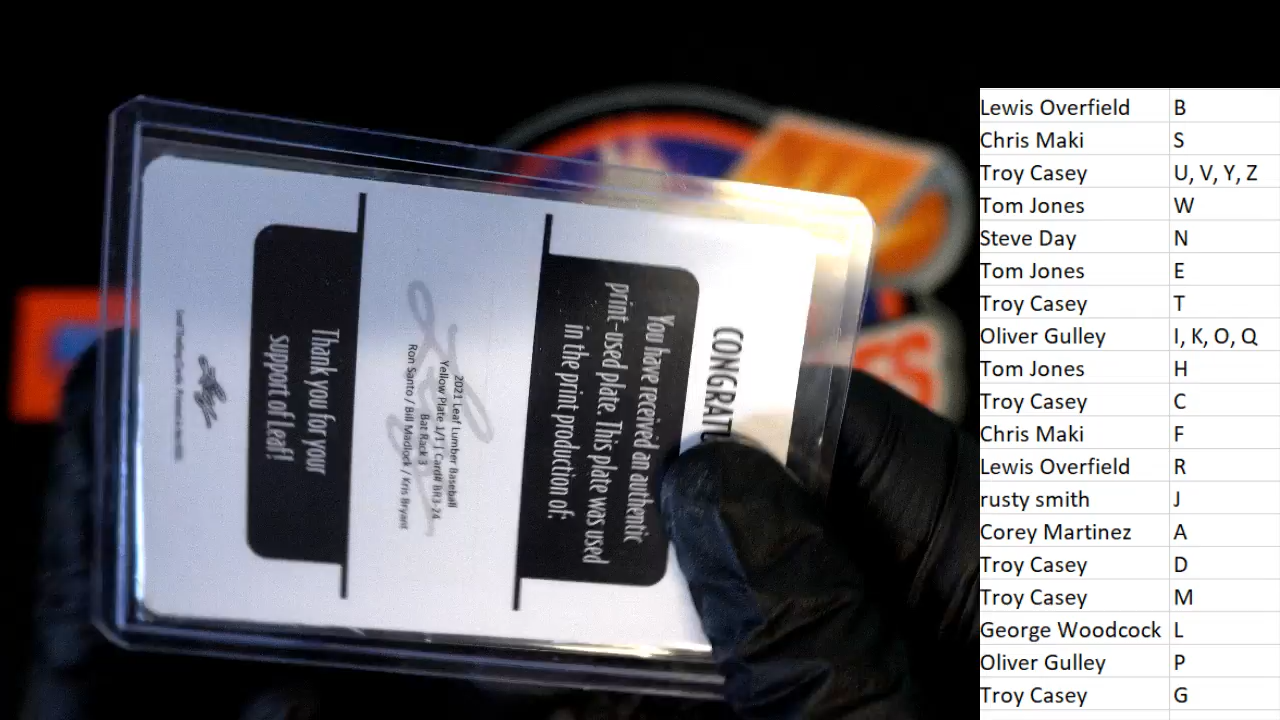 CONGRATU
You have received an authentic
print-used plate. This plate was used
in the print production of:
2021 Leaf Lumber Baseball
Yellow Plate 1/1 | Card# BR3-24
Bat Rack 3
Ron Santo / Bill Madlock / Kris Bryant
Thank you for your
support of Leaf!
Lewis Overfield B
Chris Maki S
Troy Casey U, V, Y, Z
Tom Jones W
Steve Day N
Tom Jones E
Troy Casey T
Oliver Gulley I, K, O, Q
Tom Jones H
Troy Casey C
Chris Maki F
Lewis Overfield R
rusty smith J
Corey Martinez A
Troy Casey D
Troy Casey M
George Woodcock L
Oliver Gulley P
Troy Casey G